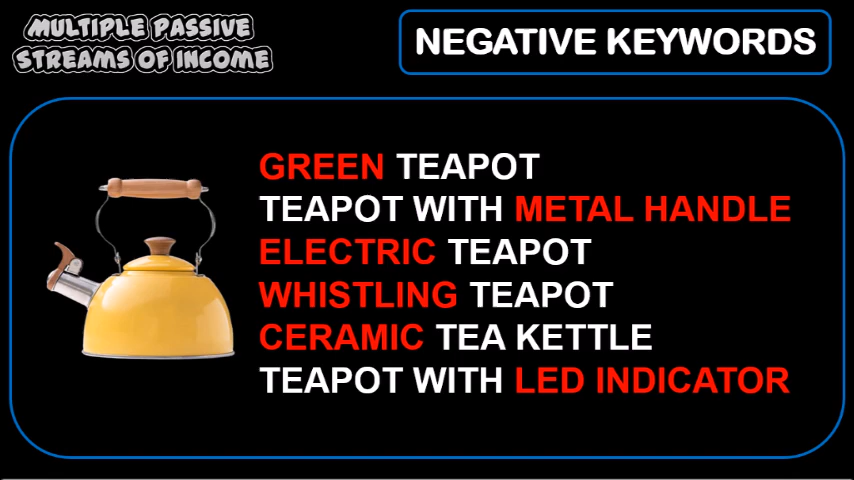 MULTIPLE PASSIVE
STREAMS OF INCOME
NEGATIVE KEYWORDS
GREEN TEAPOT
TEAPOT WITH METAL HANDLE
ELECTRIC TEAPOT
WHISTLING TEAPOT
CERAMIC TEA KETTLE
TEAPOT WITH LED INDICATOR